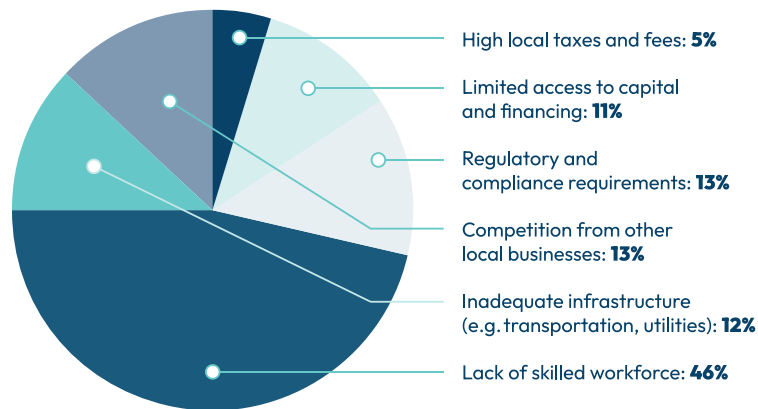 High local taxes and fees: 5%
Limited access to capital
and financing: 11%
Regulatory and
compliance requirements: 13%
Competition from other
local businesses: 13%
Inadequate infrastructure
(e.g. transportation, utilities): 12%
Lack of skilled workforce: 46%